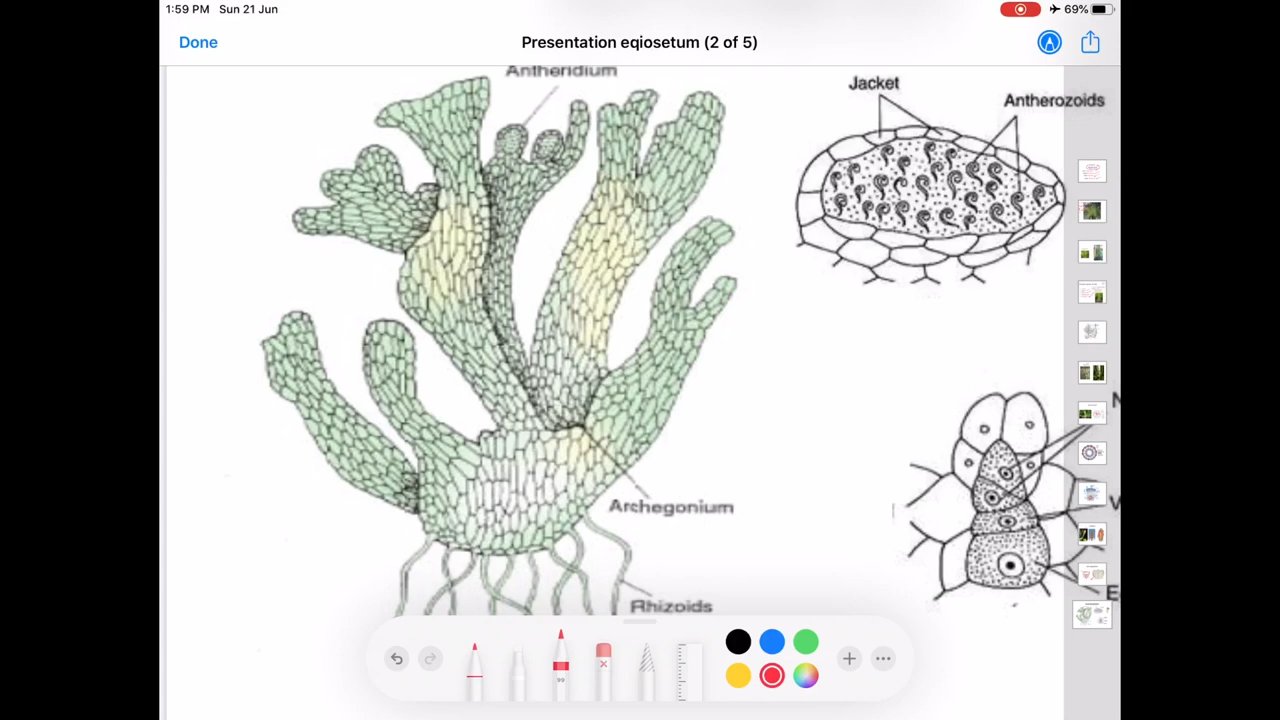 1:59 PM Sun 21 Jun
69%
Done
Presentation eqiosetum (2 of 5)
Antheridium
Jacket
Antherozoids
Archegonium
Rhizoids